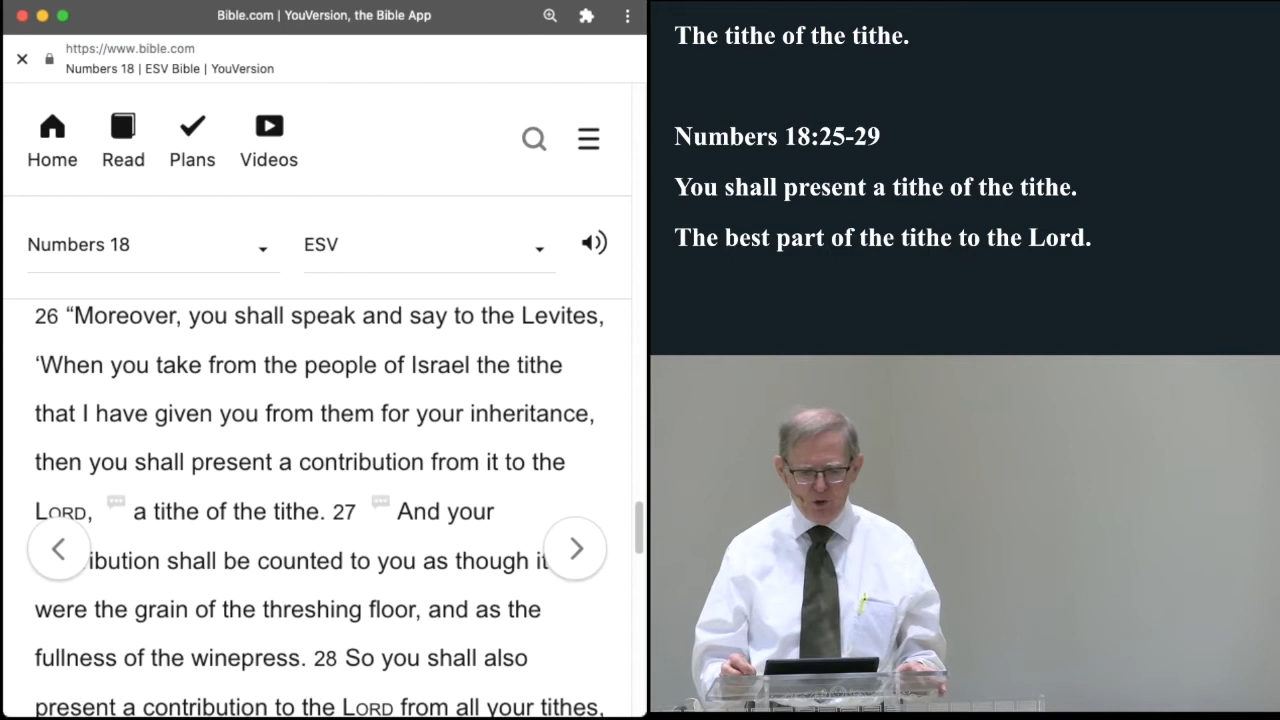 Bible.com | YouVersion, the Bible App
https://www.bible.com
Numbers 18 | ESV Bible | YouVersion
Home Read Plans Videos
Numbers 18 ESV
26 “Moreover, you shall speak and say to the Levites,
‘When you take from the people of Israel the tithe
that I have given you from them for your inheritance,
then you shall present a contribution from it to the
LORD, a tithe of the tithe. 27 And your
ibution shall be counted to you as though it
were the grain of the threshing floor, and as the
fullness of the winepress. 28 So you shall also
present a contribution to the LORD from all your tithes,
The tithe of the tithe.
Numbers 18:25-29
You shall present a tithe of the tithe.
The best part of the tithe to the Lord.